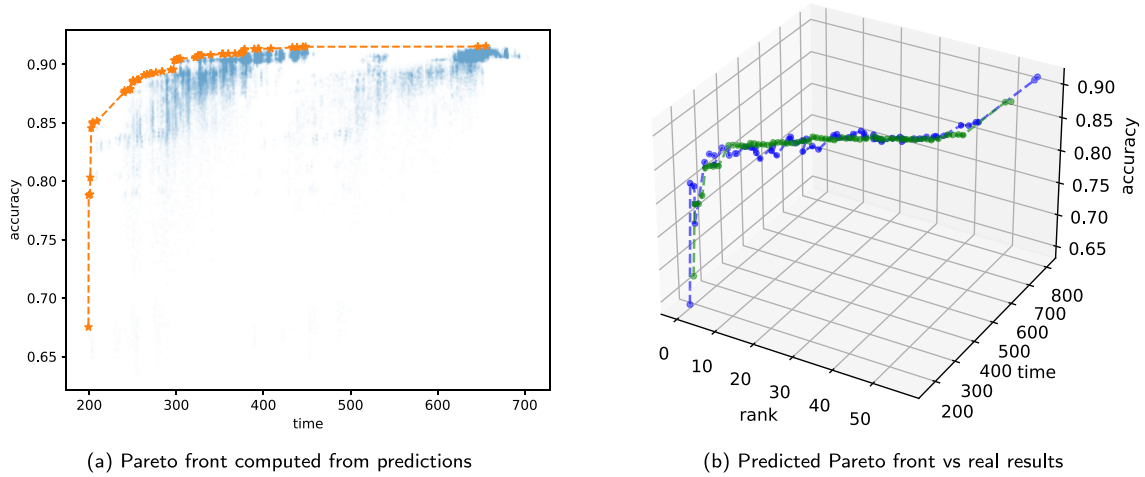 0.90
0.85
0.80
0.75
0.70
0.65
accuracy
200 300 400 500 600 700
time
(a) Pareto front computed from predictions
0.90
0.85
0.80
0.75
0.70
0.65
accuracy
800
700
600
500
400
300
200
time
0 10 20 30 40 50
rank
(b) Predicted Pareto front vs real results